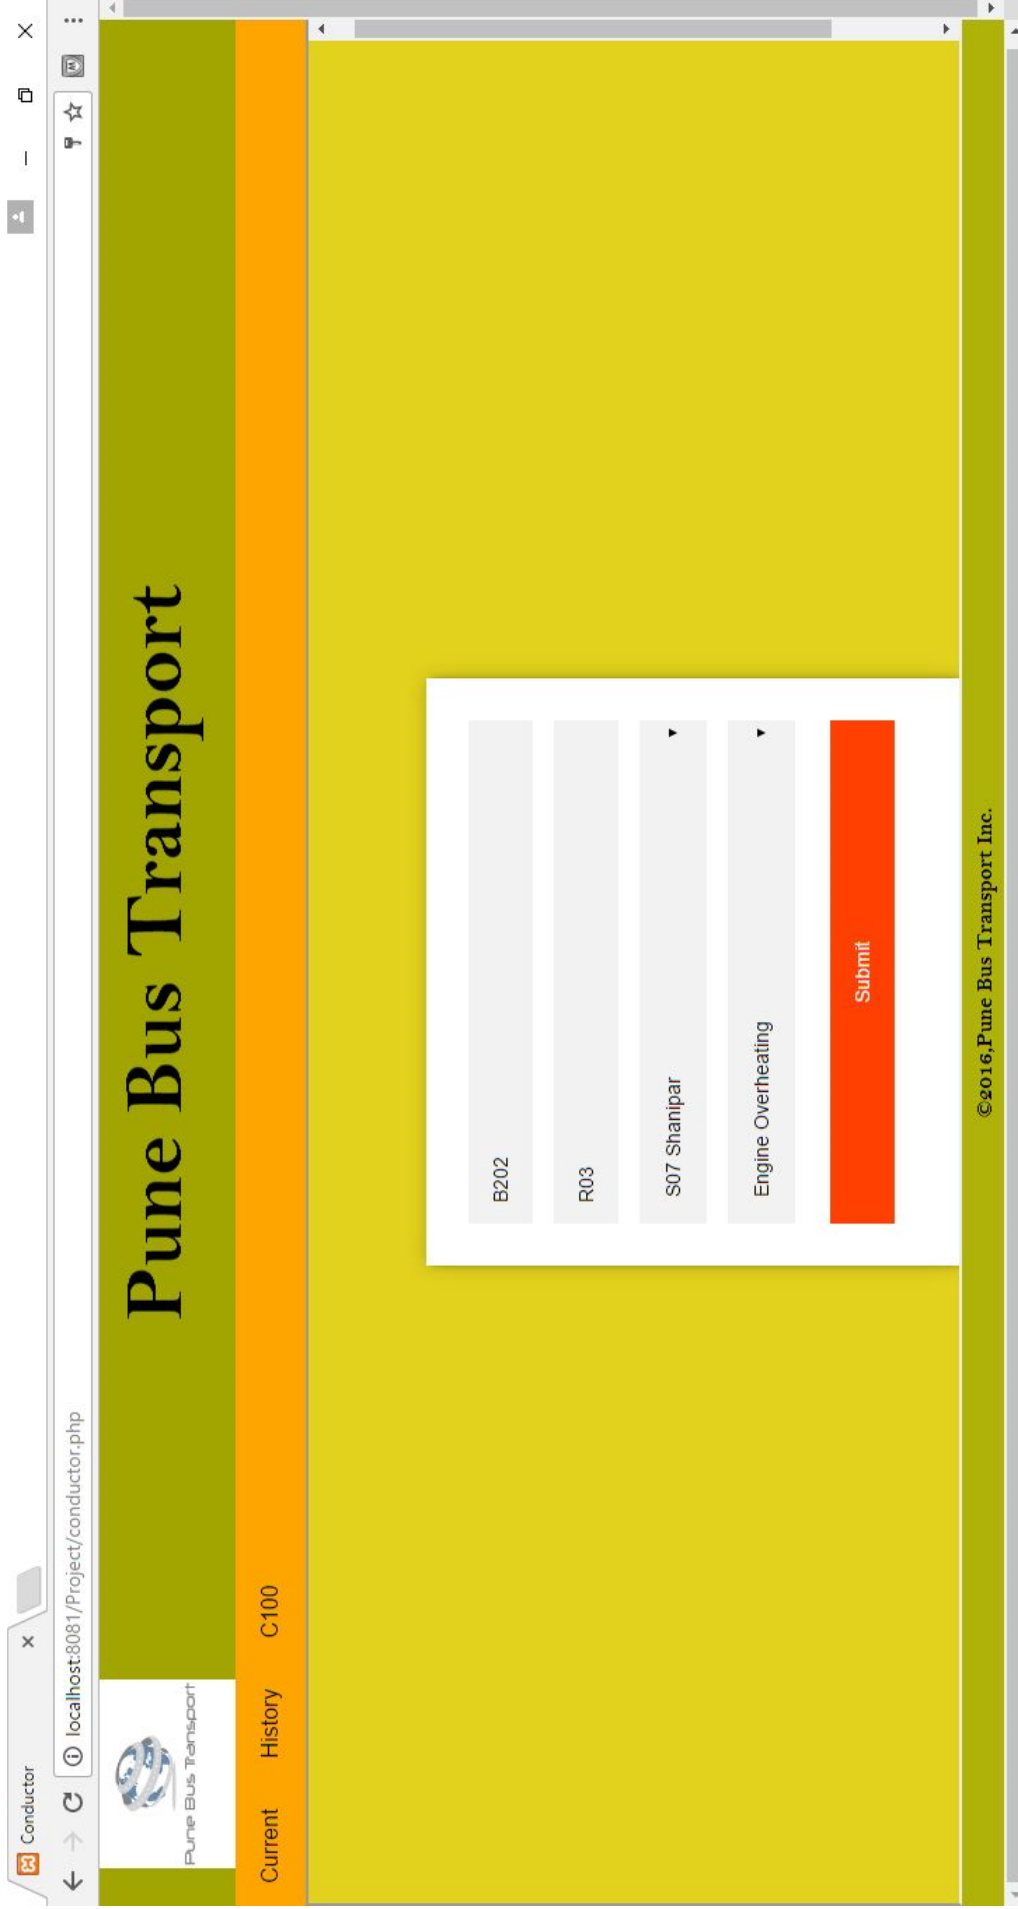 Conductor
localhost:8081/Project/conductor.php
Pune Bus Transport
Pune Bus Transport
Current History C100
B202
R03
S07 Shanipar
Engine Overheating
Submit
©2016,Pune Bus Transport Inc.